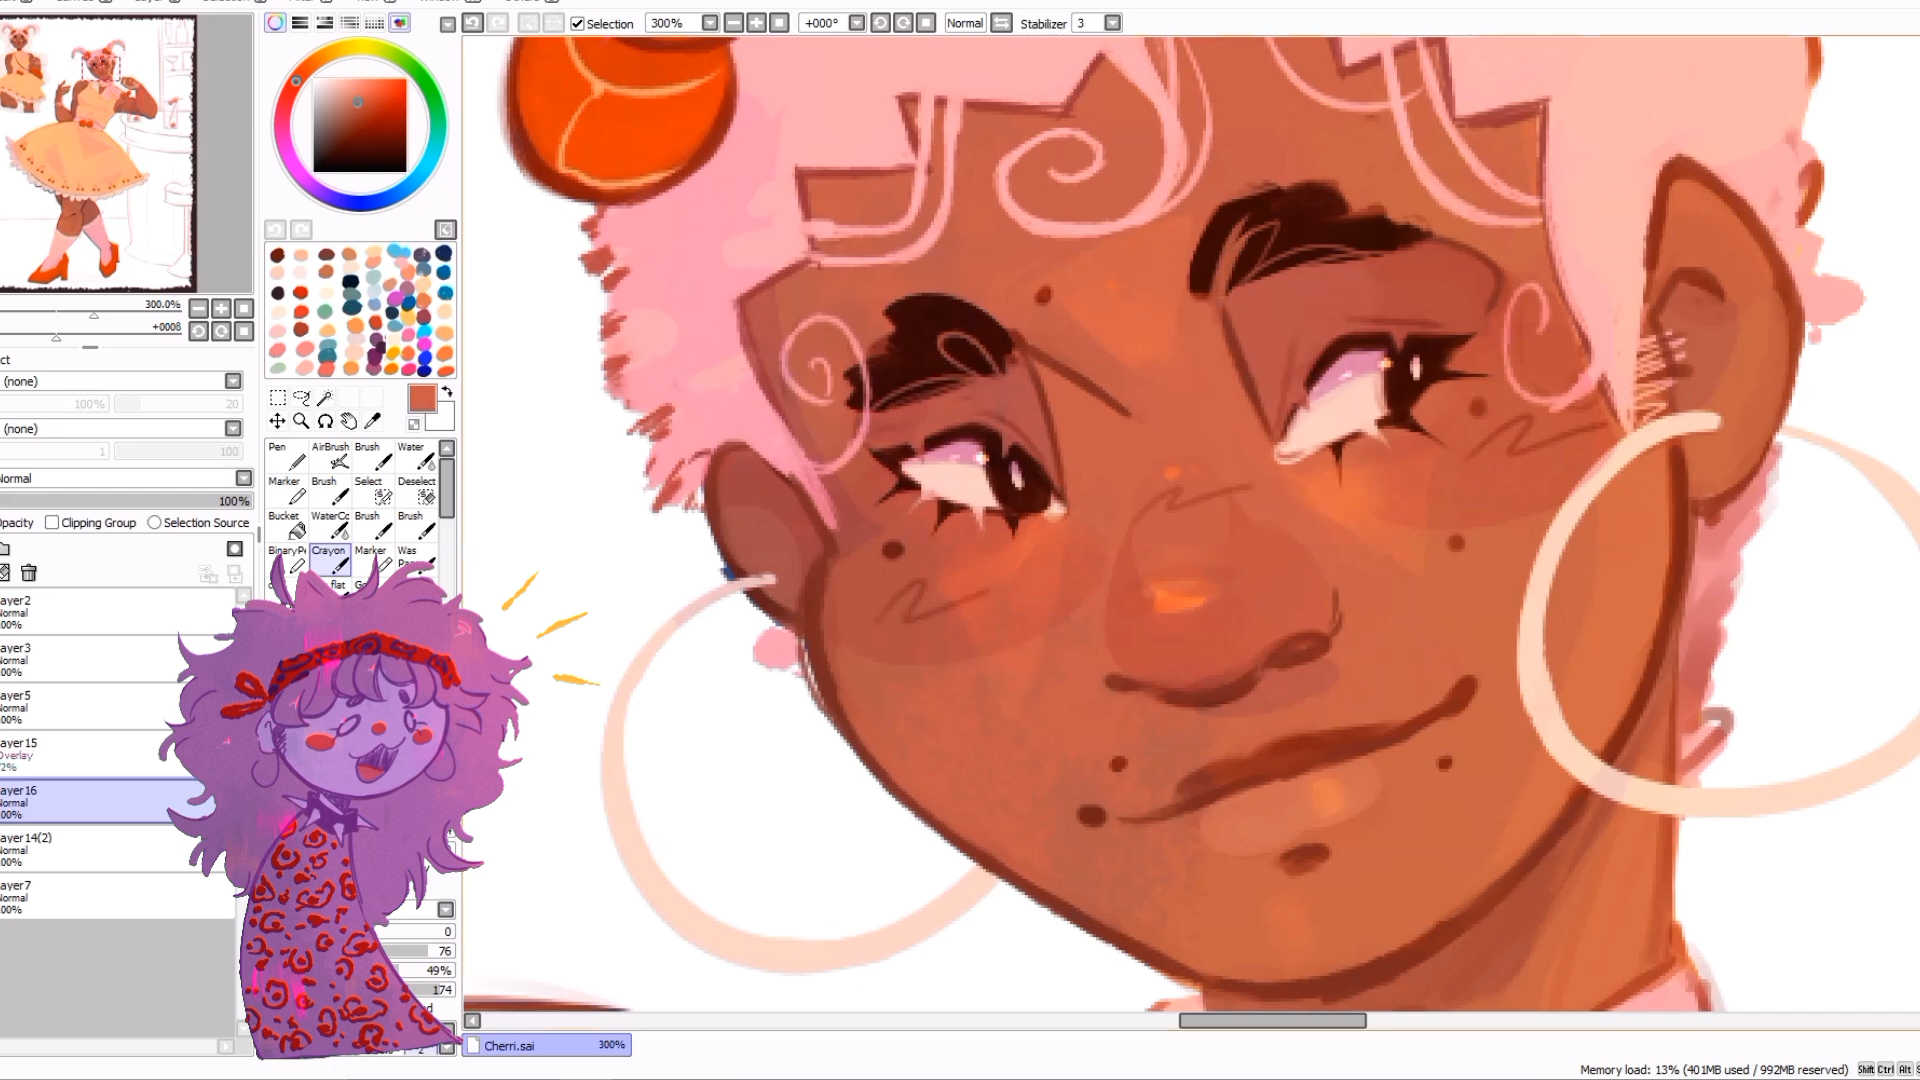 Selection
300%
+000°
Normal
Stabilizer 3
300.0%
+0008
ct
(none)
100%
20
(none)
1
100
Normal
100%
pacity
Clipping Group
Selection Source
Pen
AirBrush
Brush
Water
Marker
Brush
Select
Deselect
Bucket
WaterCo
Brush
Brush
BinaryPe
Crayon
Marker
Was
flat
ayer2
Normal
00%
ayer3
Normal
00%
ayer5
Normal
00%
ayer15
Overlay
72%
ayer16
Normal
00%
ayer14(2)
Normal
00%
ayer7
Normal
00%
0
76
49%
174
Cherri.sai
300%
Memory load: 13% (401MB used / 992MB reserved)
Shift Ctrl Alt